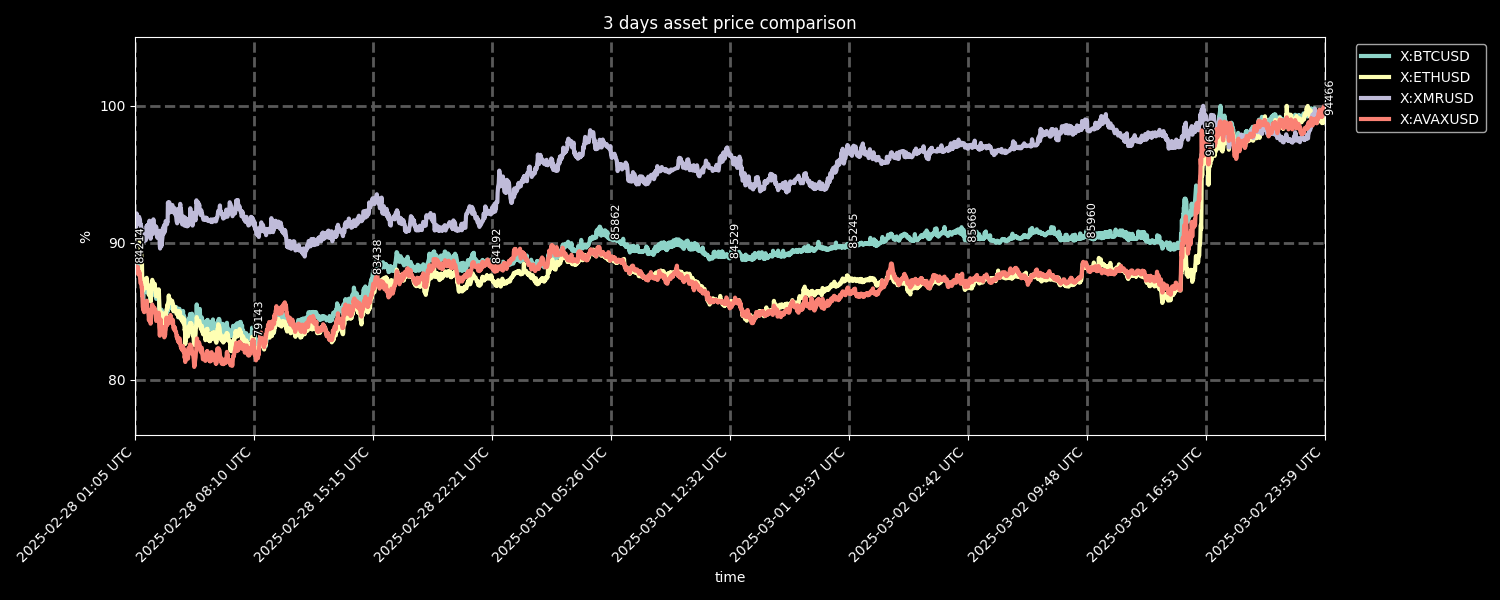 3 days asset price comparison
X:BTCUSD
X:ETHUSD
X:XMRUSD
X:AVAXUSD
100
90
80
%
79143
83438
84192
85862
84529
85245
85668
85960
91655
94466
2025-02-28 01:05 UTC
2025-02-28 08:10 UTC
2025-02-28 15:15 UTC
2025-02-28 22:21 UTC
2025-03-01 05:26 UTC
2025-03-01 12:32 UTC
2025-03-01 19:37 UTC
2025-03-02 02:42 UTC
2025-03-02 09:48 UTC
2025-03-02 16:53 UTC
2025-03-02 23:59 UTC
time